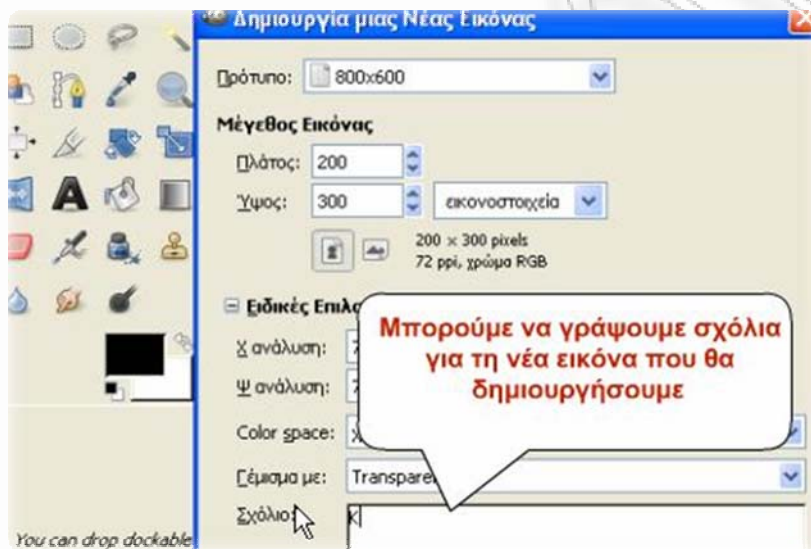 Δημιουργία μιας Νέας Εικόνας
Πρότυπο: 800x600
Μέγεθος Εικόνας
Πλάτος: 200
Ύψος: 300 εικονοστοιχεία
200 × 300 pixels
72 ppi, χρώμα RGB
Ειδικές
Χ ανάλυση: 7
Ψ ανάλυση: 7
Μπορούμε να γράψουμε σχόλια
για τη νέα εικόνα που θα
δημιουργήσουμε
Color space:
Γέμισμα με:
Σχόλιο: κ
You can drop dockable